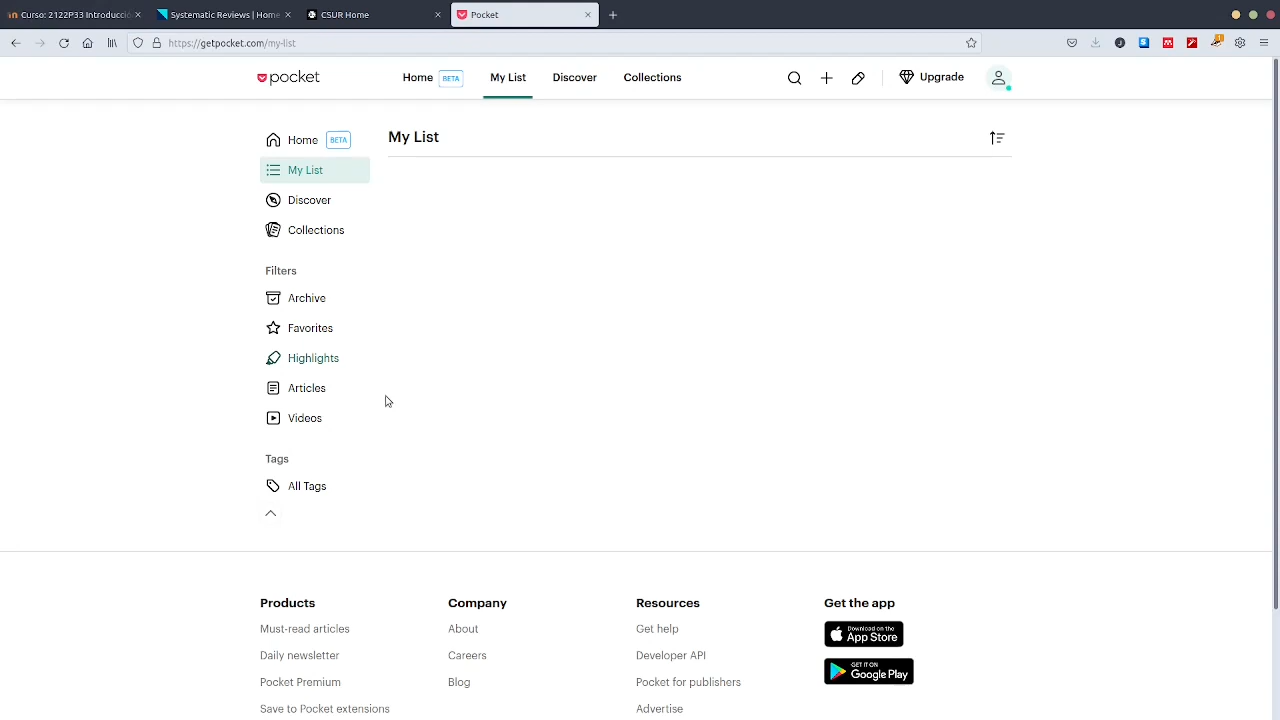 Curso: 2122P33 Introducció
System76 News | Home
AUR Home
Pocket
https://getpocket.com/my-list
pocket
Home BETA
My List
Discover
Collections
Upgrade
Home BETA
My List
Discover
Collections
Filters
Archive
Favorites
Highlights
Articles
Videos
Tags
All Tags
My List
Products
Must-read articles
Daily newsletter
Pocket Premium
Save to Pocket extensions
Company
About
Careers
Blog
Resources
Get help
Developer API
Pocket for publishers
Advertise
Get the app
Download on the
App Store
GET IT ON
Google Play